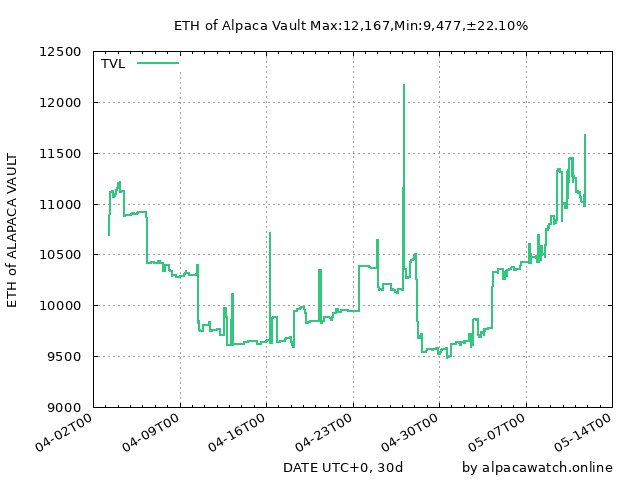 ETH of Alpaca Vault Max:12,167,Min:9,477,±22.10%
TVL
12500
12000
11500
11000
10500
10000
9500
9000
ETH of ALAPACA VAULT
04-02T00
04-09T00
04-16T00
04-23T00
04-30T00
05-07T00
05-14T00
DATE UTC+0, 30d
by alpacawatch.online